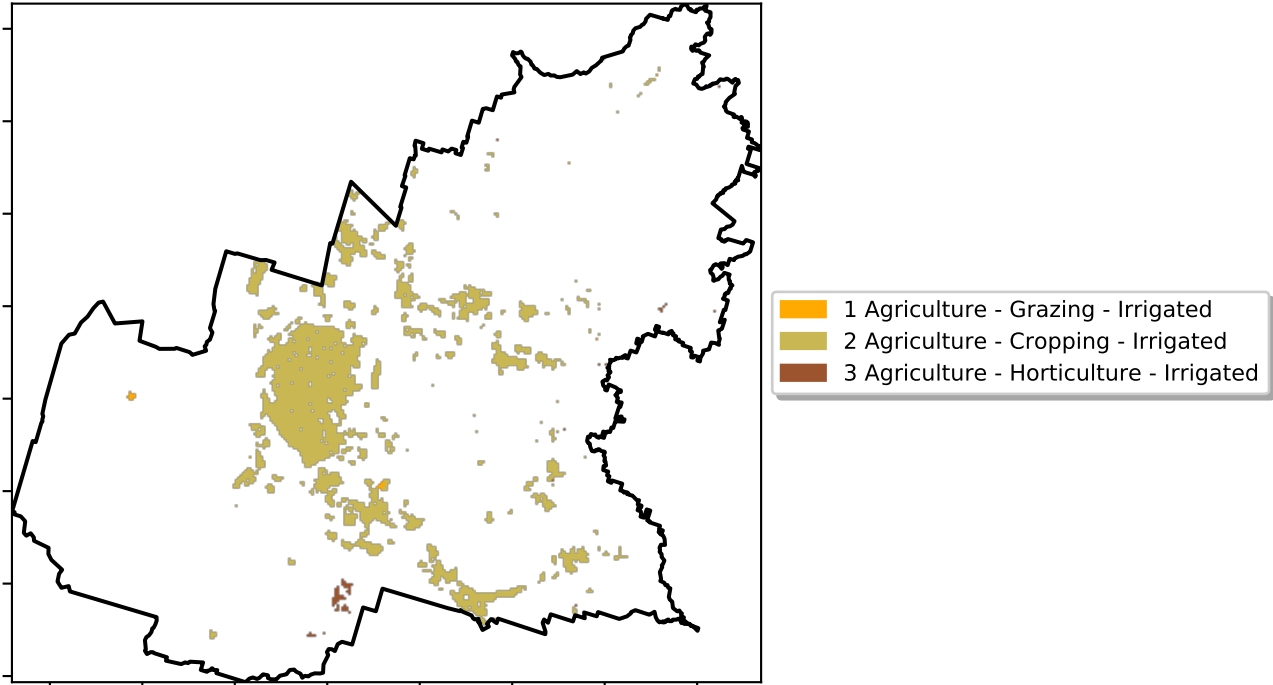 1 Agriculture - Grazing - Irrigated
2 Agriculture - Cropping - Irrigated
3 Agriculture - Horticulture - Irrigated